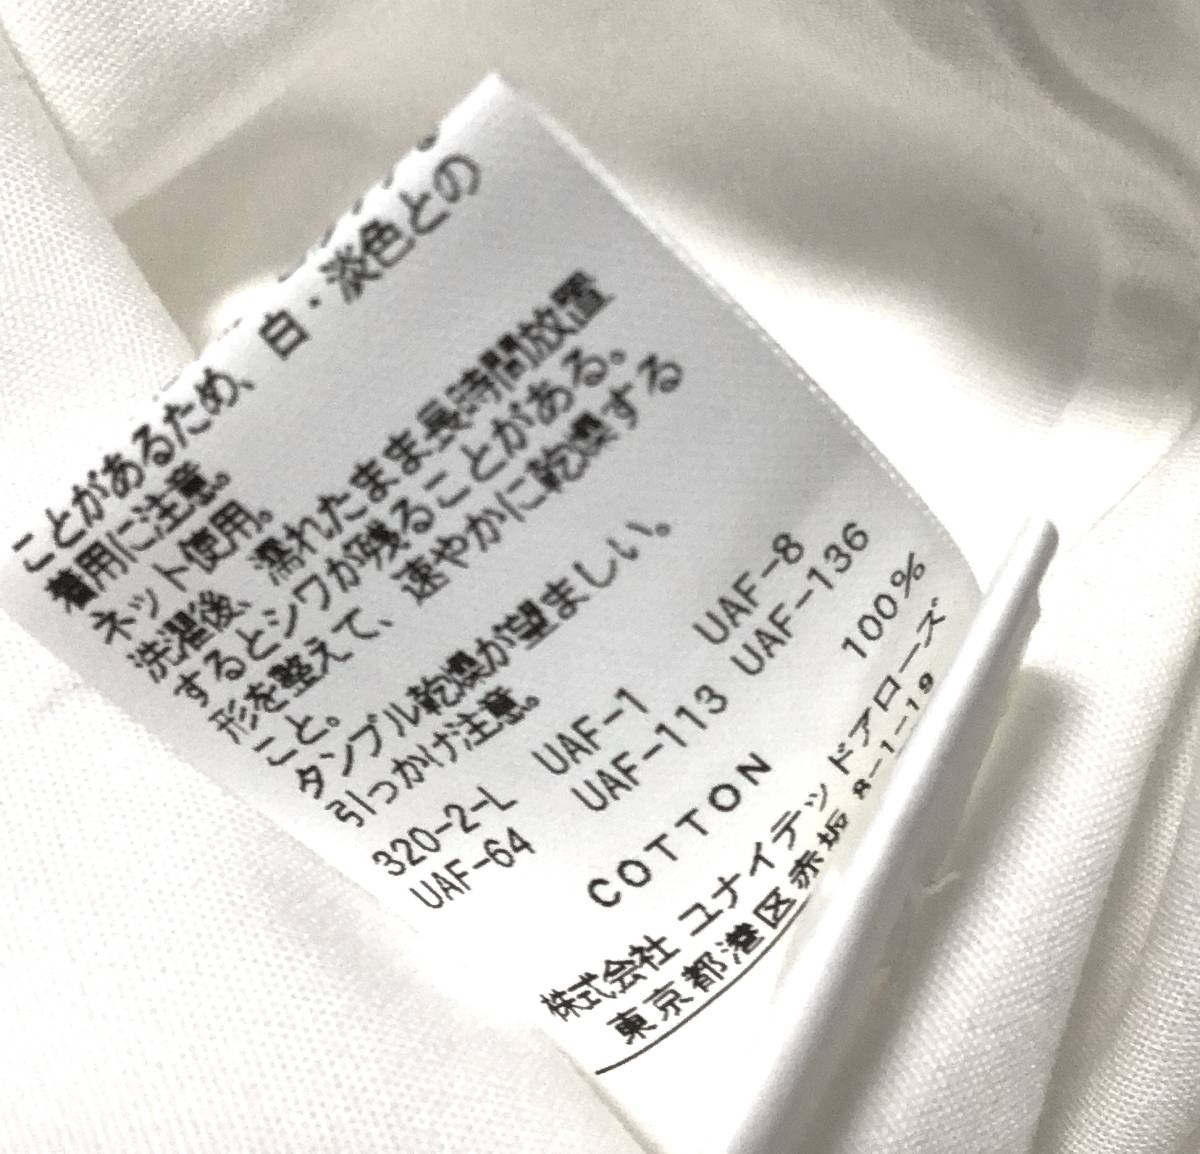 ことがあるため、白・淡色との
着用に注意。
ネット使用。
洗濯後、濡れたまま長時間放置
するとシワが残ることがある。
形を整えて、速やかに乾燥する
こと。
タンブル乾燥が望ましい。
引っかけ注意。
320-2-L UAF-1 UAF-8
UAF-64 UAF-113 UAF-136
COTTON 100%
株式会社 ユナイテッドアローズ
東京都港区赤坂 8-1-19